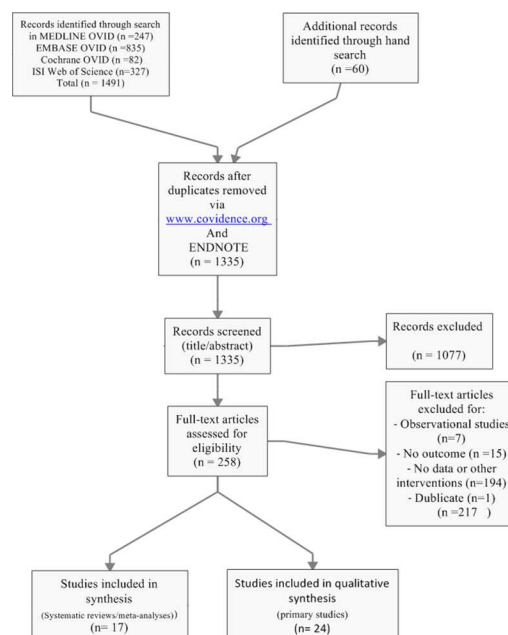 Records identified through search
in MEDLINE OVID (n =247)
EMBASE OVID (n =835)
Cochrane OVID (n =82)
ISI Web of Science (n=327)
Total (n = 1491)
Additional records
identified through hand
search
(n =60)
Records after
duplicates removed
via
www.covidence.org
And
ENDNOTE
(n = 1335)
Records screened
(title/abstract)
(n = 1335)
Records excluded
(n = 1077)
Full-text articles
assessed for
eligibility
(n = 258)
Full-text articles
excluded for:
- Observational studies
(n=7)
- No outcome (n =15)
- No data or other
interventions (n=194)
- Dublicate (n=1)
(n =217 )
Studies included in
synthesis
(Systematic reviews/meta-analyses))
(n= 17)
Studies included in qualitative
synthesis
(primary studies)
(n= 24)